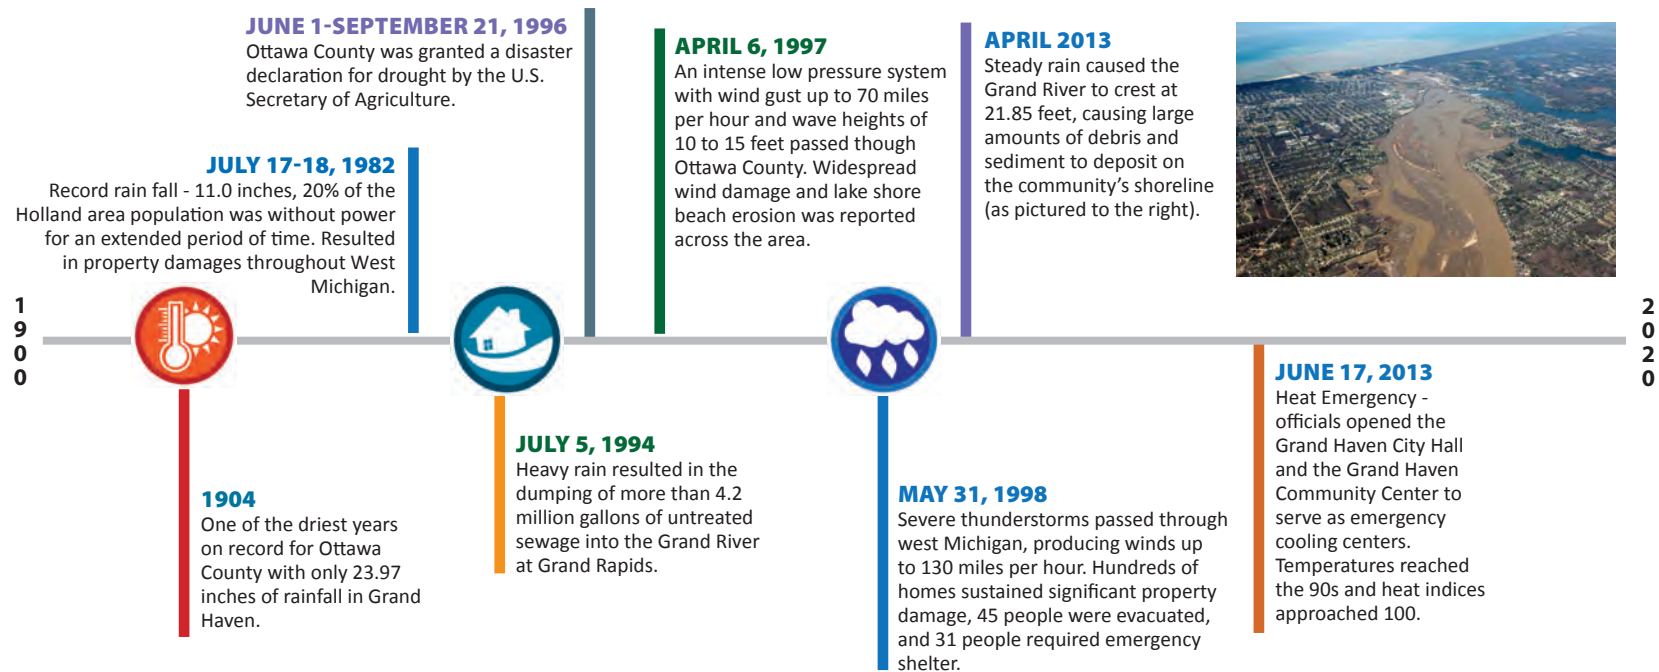 JUNE 1-SEPTEMBER 21, 1996
Ottawa County was granted a disaster
declaration for drought by the U.S.
Secretary of Agriculture.
JULY 17-18, 1982
Record rain fall - 11.0 inches, 20% of the
Holland area population was without power
for an extended period of time. Resulted
in property damages throughout West
Michigan.
APRIL 6, 1997
An intense low pressure system
with wind gust up to 70 miles
per hour and wave heights of
10 to 15 feet passed though
Ottawa County. Widespread
wind damage and lake shore
beach erosion was reported
across the area.
APRIL 2013
Steady rain caused the
Grand River to crest at
21.85 feet, causing large
amounts of debris and
sediment to deposit on
the community's shoreline
(as pictured to the right).
1900
2020
1904
One of the driest years
on record for Ottawa
County with only 23.97
inches of rainfall in Grand
Haven.
JULY 5, 1994
Heavy rain resulted in the
dumping of more than 4.2
million gallons of untreated
sewage into the Grand River
at Grand Rapids.
MAY 31, 1998
Severe thunderstorms passed through
west Michigan, producing winds up
to 130 miles per hour. Hundreds of
homes sustained significant property
damage, 45 people were evacuated,
and 31 people required emergency
shelter.
JUNE 17, 2013
Heat Emergency -
officials opened the
Grand Haven City Hall
and the Grand Haven
Community Center to
serve as emergency
cooling centers.
Temperatures reached
the 90s and heat indices
approached 100.